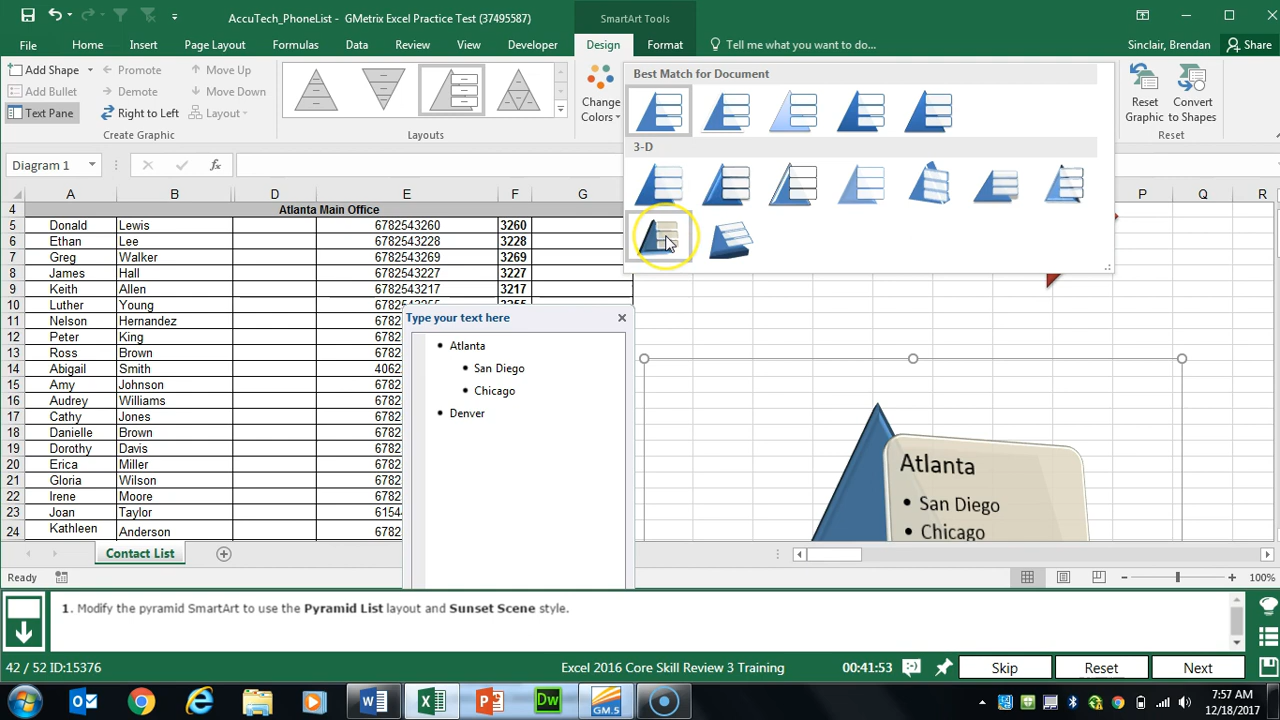 AccuTech_PhoneList - GMetrix Excel Practice Test (37495587)
SmartArt Tools
File Home Insert Page Layout Formulas Data Review View Developer Design Format Tell me what you want to do... Sinclair, Brendan Share
Add Shape Promote Move Up
Add Bullet Demote Move Down
Text Pane Right to Left Layout
Create Graphic
Layouts
Change Colors
Best Match for Document
3-D
Reset Graphic
Convert to Shapes
Reset
Diagram 1
A B D E F G P Q R
4 Atlanta Main Office
5 Donald Lewis 6782543260 3260
6 Ethan Lee 6782543228 3228
7 Greg Walker 6782543269 3269
8 James Hall 6782543227 3227
9 Keith Allen 6782543217 3217
10 Luther Young
11 Nelson Hernandez 6782
12 Peter King 6782
13 Ross Brown 6782
14 Abigail Smith 4062
15 Amy Johnson 6782
16 Audrey Williams 6782
17 Cathy Jones 6782
18 Danielle Brown 6782
19 Dorothy Davis 6782
20 Erica Miller 6782
21 Gloria Wilson 6782
22 Irene Moore 6782
23 Joan Taylor 6154
24 Kathleen Anderson 6782
Type your text here
Atlanta
San Diego
Chicago
Denver
Atlanta
• San Diego
• Chicago
Contact List
Ready
100%
1. Modify the pyramid SmartArt to use the Pyramid List layout and Sunset Scene style.
42 / 52 ID:15376
Excel 2016 Core Skill Review 3 Training
00:41:53
Skip
Reset
Next
Dw
GM.5
7:57 AM
12/18/2017